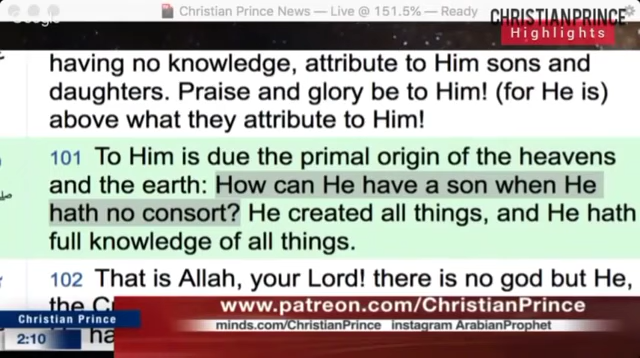 Christian Prince News — Live @ 151.5% — Ready
CHRISTIANPRINCE
Highlights
having no knowledge, attribute to Him sons and
daughters. Praise and glory be to Him! (for He is)
above what they attribute to Him!
101 To Him is due the primal origin of the heavens
and the earth: How can He have a son when He
hath no consort? He created all things, and He hath
full knowledge of all things.
102 That is Allah, your Lord! there is no god but He,
the
www.patreon.com/ChristianPrince
Christian Prince
minds.com/ChristianPrince instagram ArabianProphet
2:10
ha